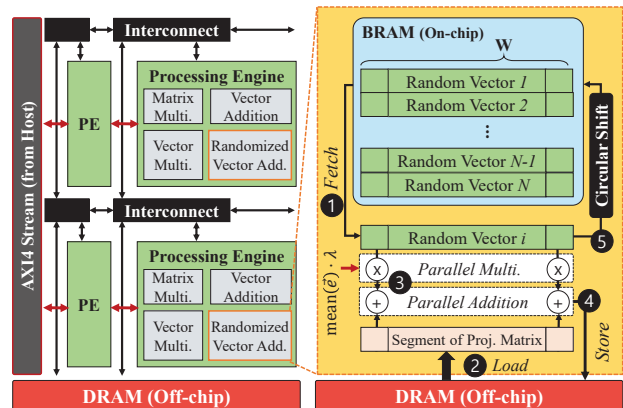 AXI4 Stream (from Host)
Interconnect
PE
Processing Engine
Matrix
Multi.
Vector
Addition
Vector
Multi.
Randomized
Vector Add.
Interconnect
PE
Processing Engine
Matrix
Multi.
Vector
Addition
Vector
Multi.
Randomized
Vector Add.
DRAM (Off-chip)
BRAM (On-chip)
W
Random Vector 1
Random Vector 2
⋮
Random Vector N-1
Random Vector N
1 Fetch
Circular Shift
Random Vector i
5
mean(e⃗) · λ
x
3
Parallel Multi.
x
+
Parallel Addition
+
4
Store
Segment of Proj. Matrix
2 Load
DRAM (Off-chip)